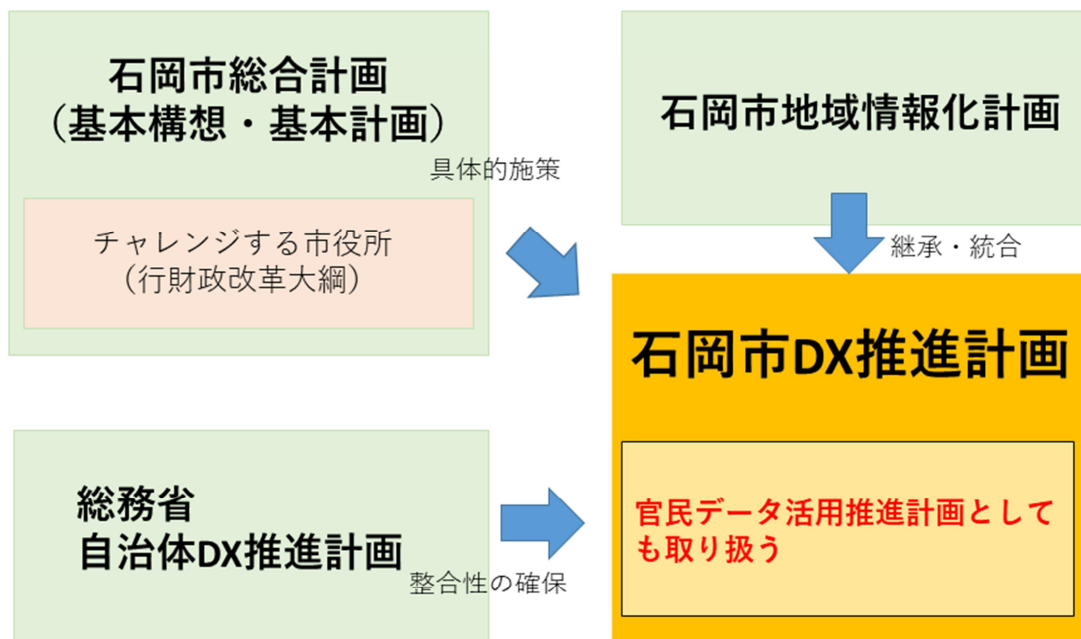 石岡市総合計画
（基本構想・基本計画）
具体的施策
チャレンジする市役所
（行財政改革大綱）
石岡市地域情報化計画
継承・統合
石岡市DX推進計画
官民データ活用推進計画として
も取り扱う
総務省
自治体DX推進計画
整合性の確保